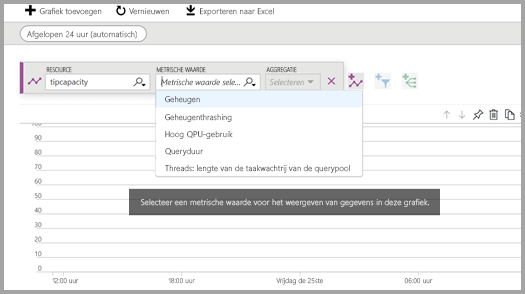 Grafiek toevoegen Vernieuwen Exporteren naar Excel
Afgelopen 24 uur (automatisch)
RESOURCE METRISCHE WAARDE AGGREGATIE
tipcapacity Metrische waarde sele... Selecteren
Geheugen
Geheugenthrashing
Hoog QPU-gebruik
Queryduur
Threads: lengte van de taakwachtrij van de querypool
100
90
80
70
60
50
40
30
20
10
0
Selecteer een metrische waarde voor het weergeven van gegevens in deze grafiek.
12:00 uur 18:00 uur Vrijdag de 25ste 06:00 uur